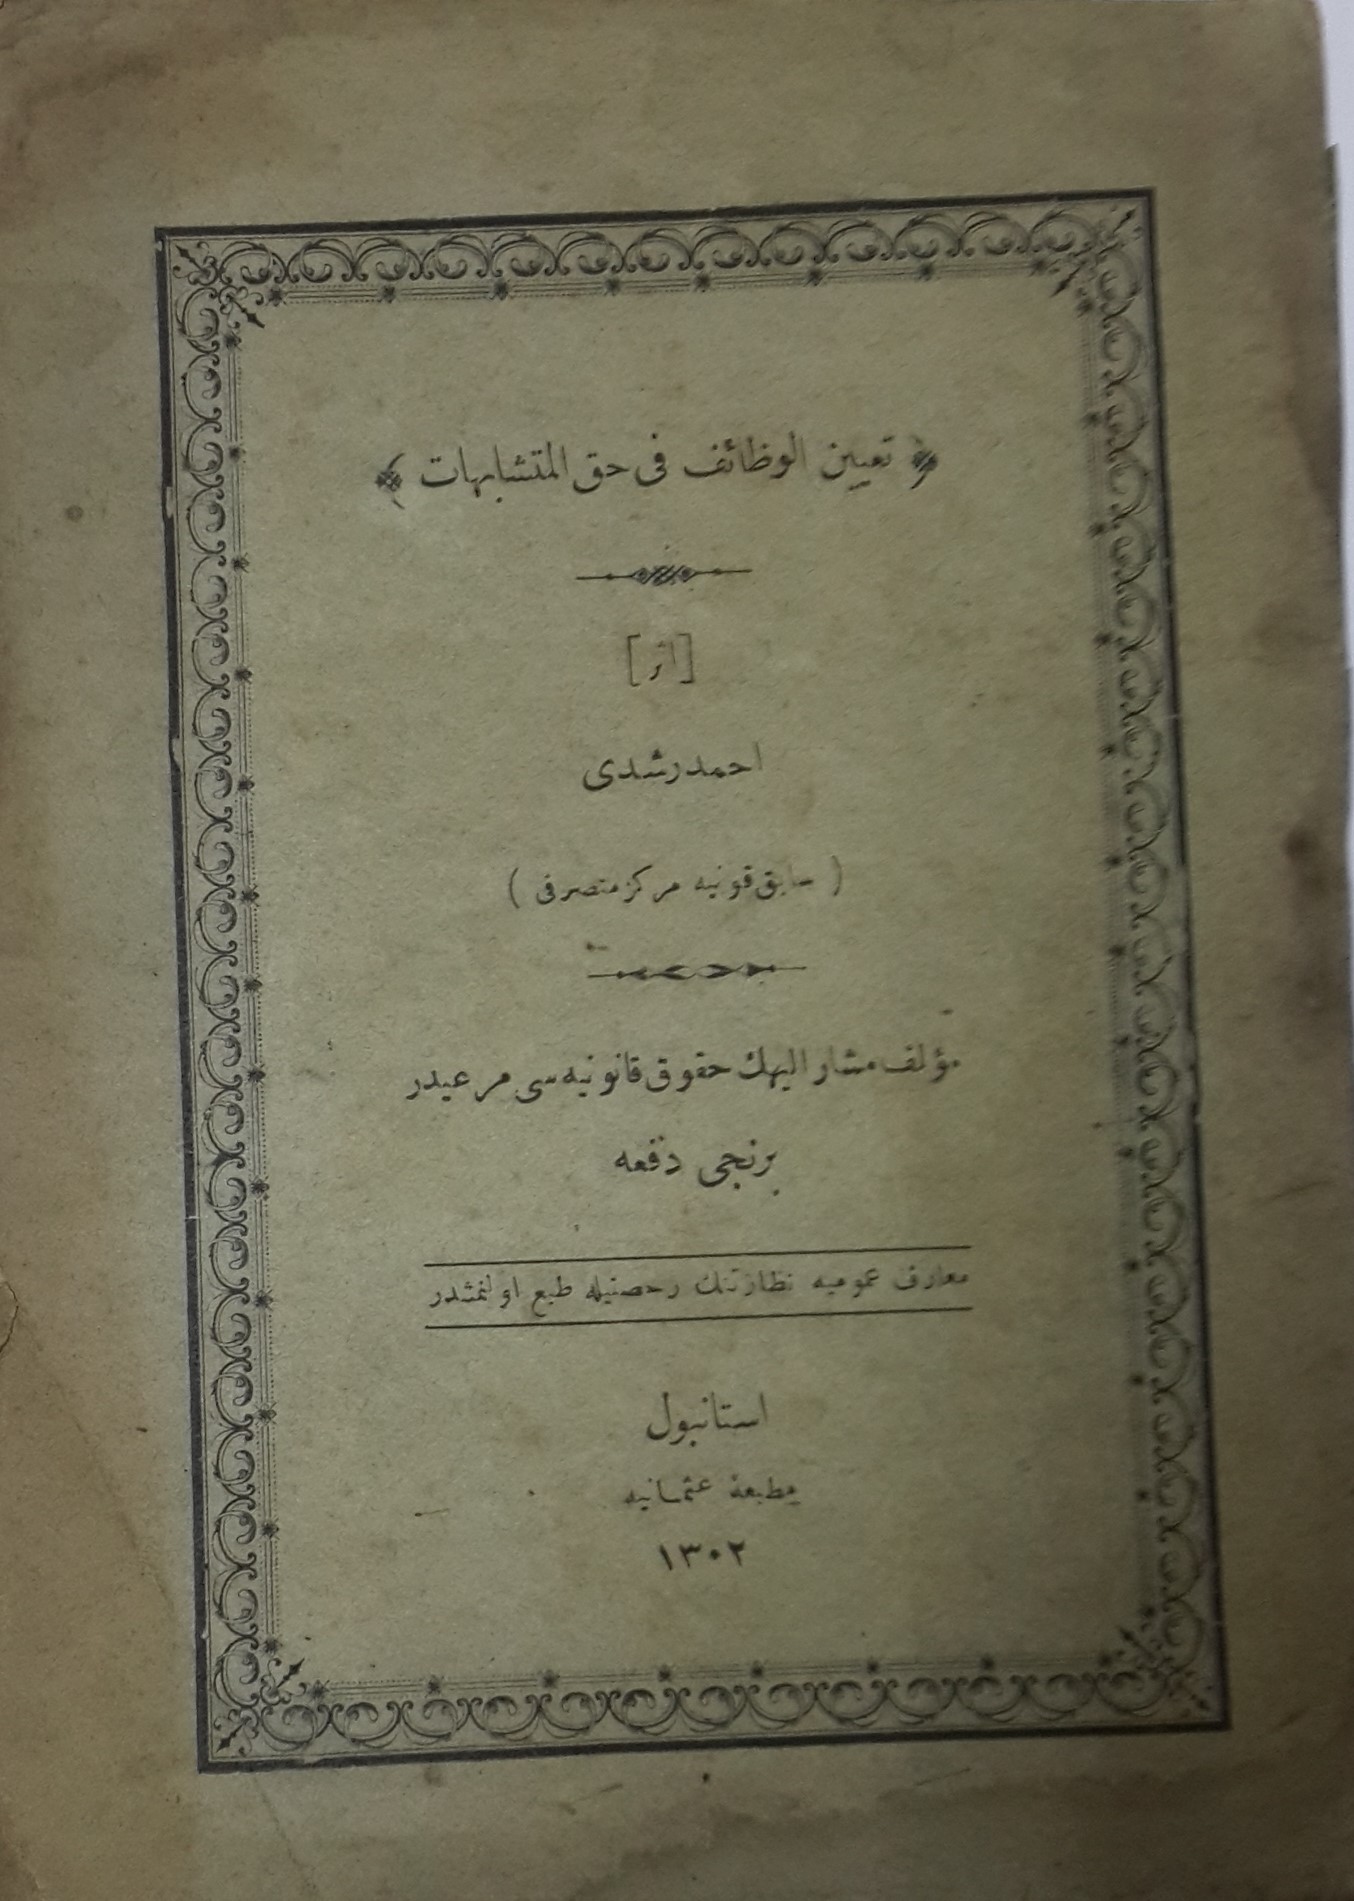 ﴿ تعيين الوظائف فى حق المتشابهات ﴾
[ اثر ]
احمد رشدى
( سابق قونيه مركز متصرفى )
مؤلف مشار اليهك حقوق قانونيه سى مرعيدر
برنجى دفعه
معارف عموميه نظارتنك رخصتيله طبع اولنمشدر
استانبول
مطبعهٔ عثمانيه
١٣٠٢